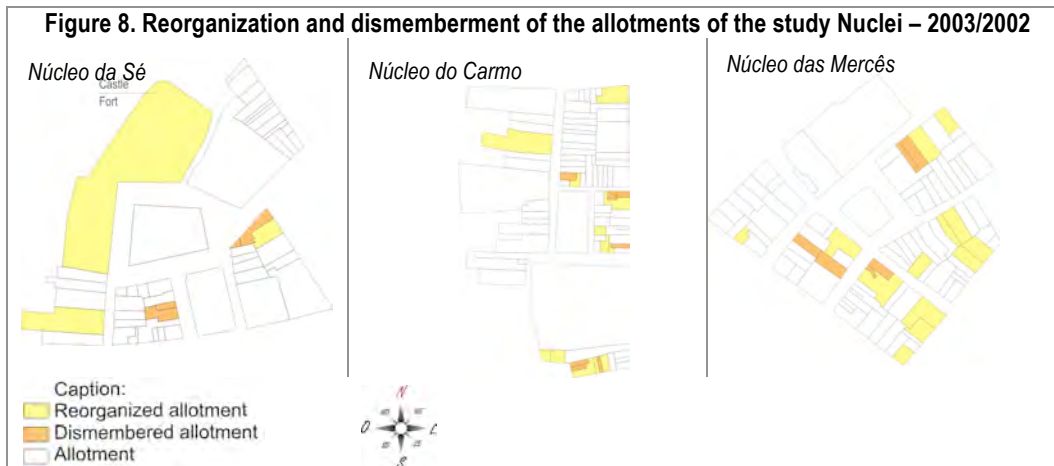 Figure 8. Reorganization and dismemberment of the allotments of the study Nuclei – 2003/2002
Núcleo da Sé
Castle
Fort
Núcleo do Carmo
Núcleo das Mercês
Caption:
Reorganized allotment
Dismembered allotment
Allotment
N
O
L
S